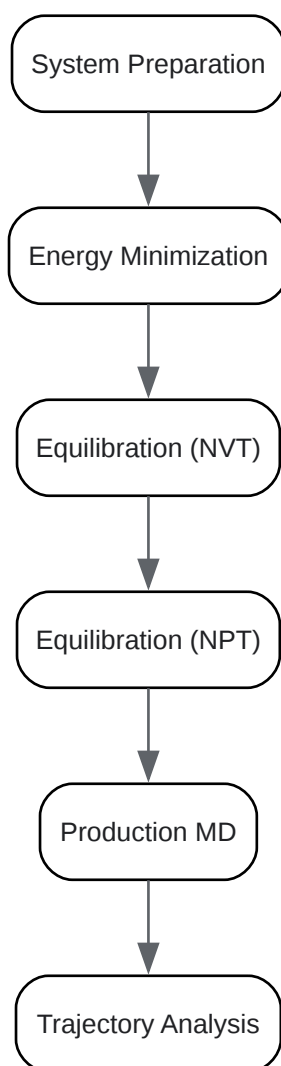 System Preparation
Energy Minimization
Equilibration (NVT)
Equilibration (NPT)
Production MD
Trajectory Analysis